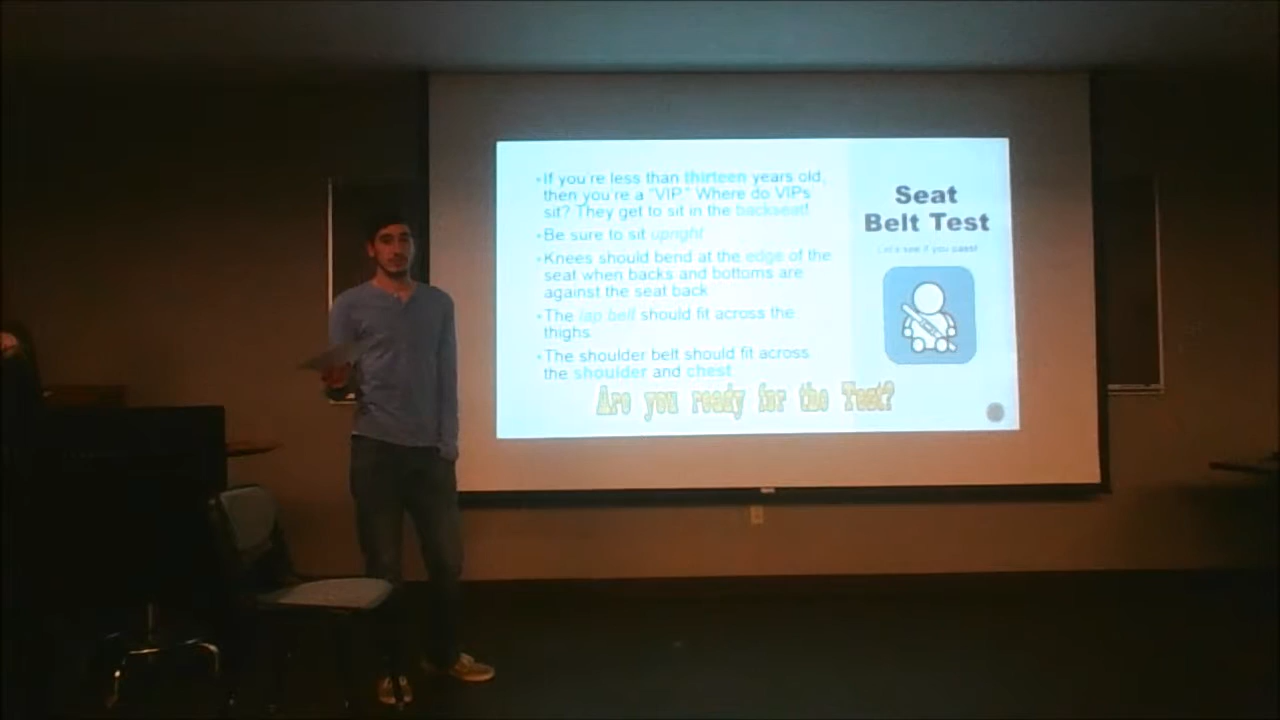 •If you're less than thirteen years old,
then you're a "VIP." Where do VIPs
sit? They get to sit in the backseat!
•Be sure to sit upright
•Knees should bend at the edge of the
seat when backs and bottoms are
against the seat back
•The lap belt should fit across the
thighs
•The shoulder belt should fit across
the shoulder and chest
Are you ready for the Test?
Seat
Belt Test
Let's see if you pass!